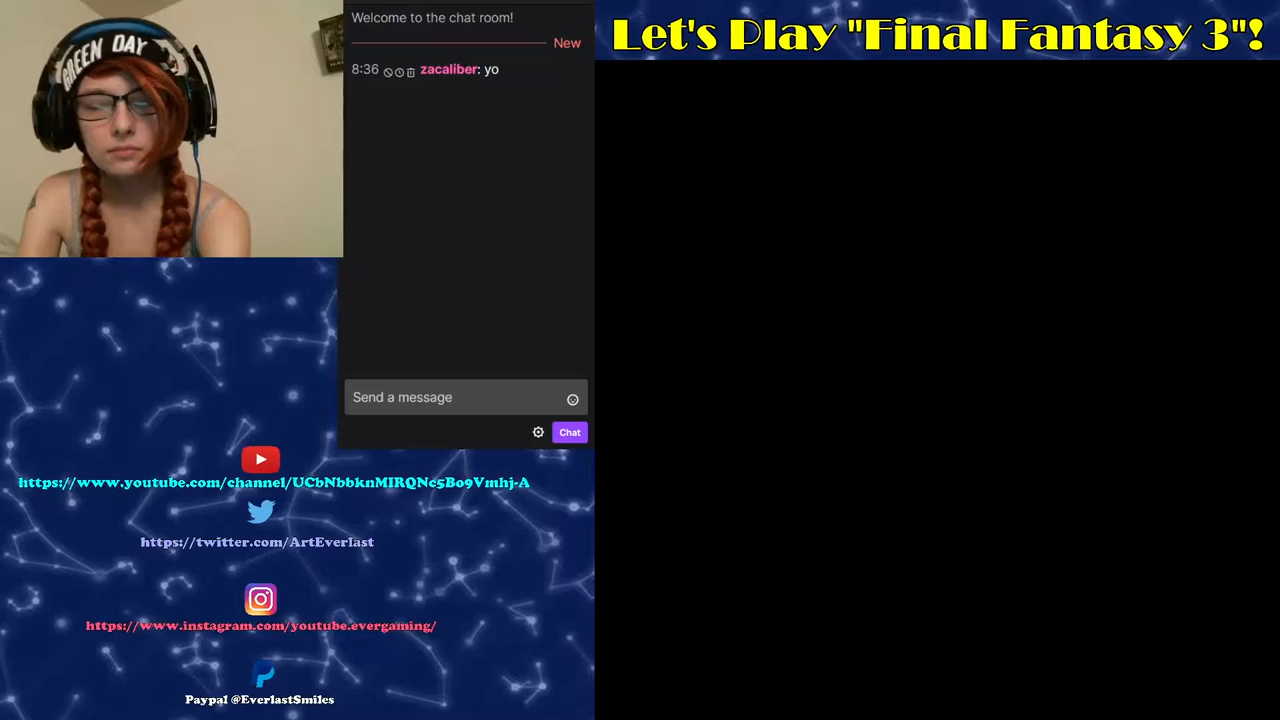 GREEN DAY
Welcome to the chat room!
New
8:36 zacaliber: yo
Send a message
Chat
Let's Play "Final Fantasy 3"!
https://www.youtube.com/channel/UCbNbbknMIRQNc5Bo9Vmhj-A
https://twitter.com/ArtEverlast
https://www.instagram.com/youtube.evergaming/
Paypal @EverlastSmiles